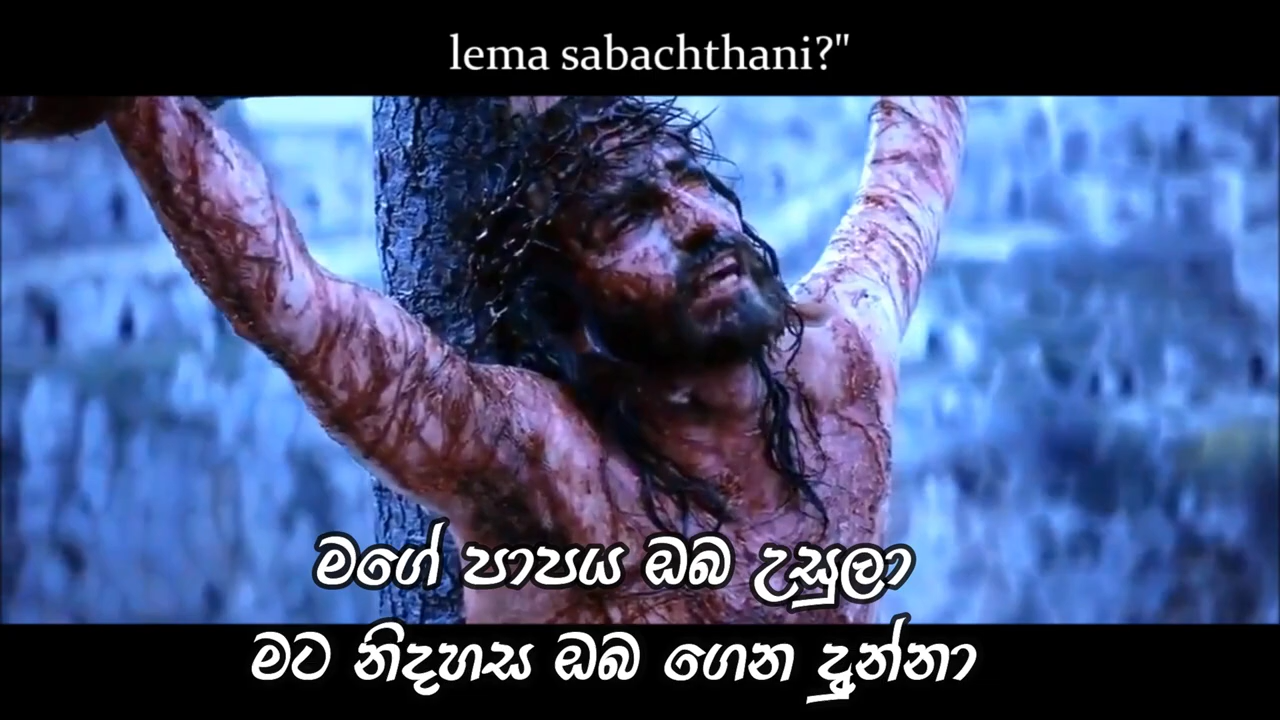 lema sabachthani?"
මගේ පාපය ඔබ උසුලා
මට නිදහස ඔබ ගෙන දුන්නා